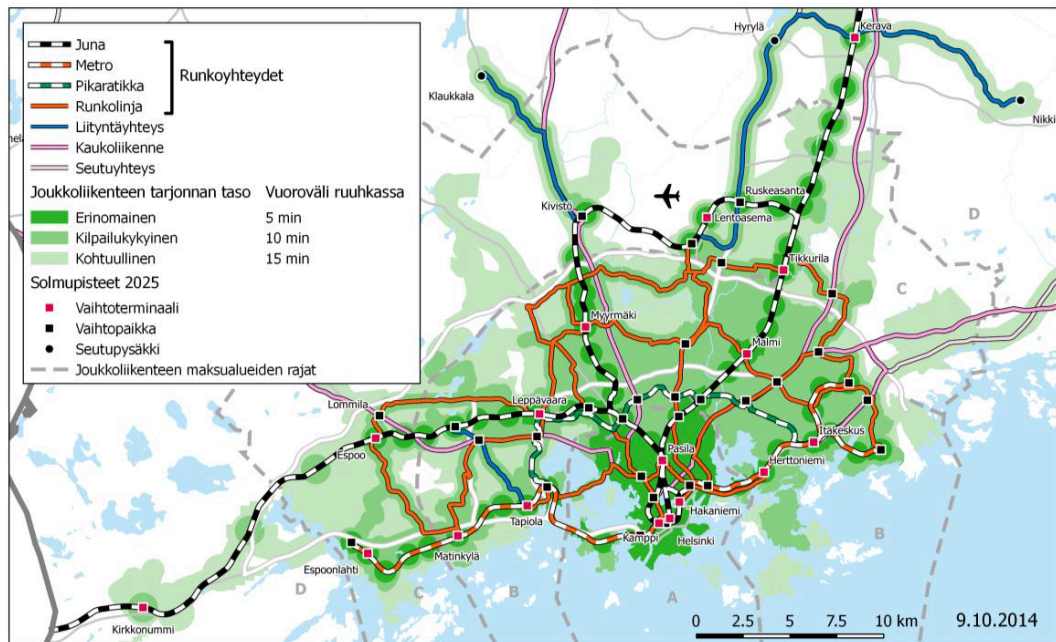 Juna
Metro
Pikaratikka
Runkolinja
Runkoyhteydet
Liityntäyhteys
Kaukoliikenne
Seutuyhteys
Joukkoliikenteen tarjonnan taso Vuoroväli ruuhkassa
Erinomainen 5 min
Kilpailukykyinen 10 min
Kohtuullinen 15 min
Solmupisteet 2025
Vaihtoterminaali
Vaihtopaikka
Seutupysäkki
Joukkoliikenteen maksualueiden rajat
Hyrylä
Kerava
Klaukkala
Nikki
Ruskeasanta
Kivistö
Lentoasema
D
Tikkurila
C
Myyrmäki
Malmi
Leppävaara
Lommila
Itäkeskus
Espoo
Pasila
Herttoniemi
Hakaniemi
Tapiola
Kamppi
Helsinki
Matinkylä
B
Espoonlahti
D
C
B
A
Kirkkonummi
0 2.5 5 7.5 10 km
9.10.2014